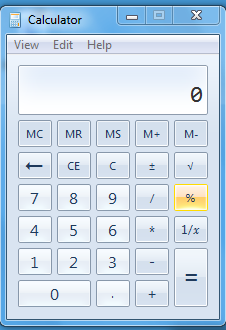 Calculator
View Edit Help
0
MC MR MS M+ M-
← CE C ± √
7 8 9 / %
4 5 6 * 1/x
1 2 3 - =
0 . +